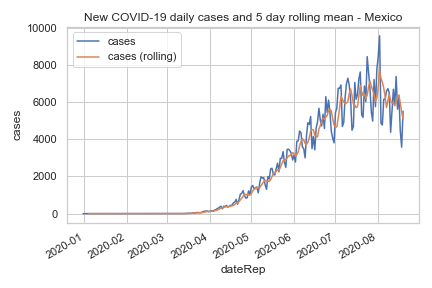 New COVID-19 daily cases and 5 day rolling mean - Mexico
cases
cases (rolling)
10000
8000
6000
4000
2000
0
cases
2020-01
2020-02
2020-03
2020-04
2020-05
2020-06
2020-07
2020-08
dateRep